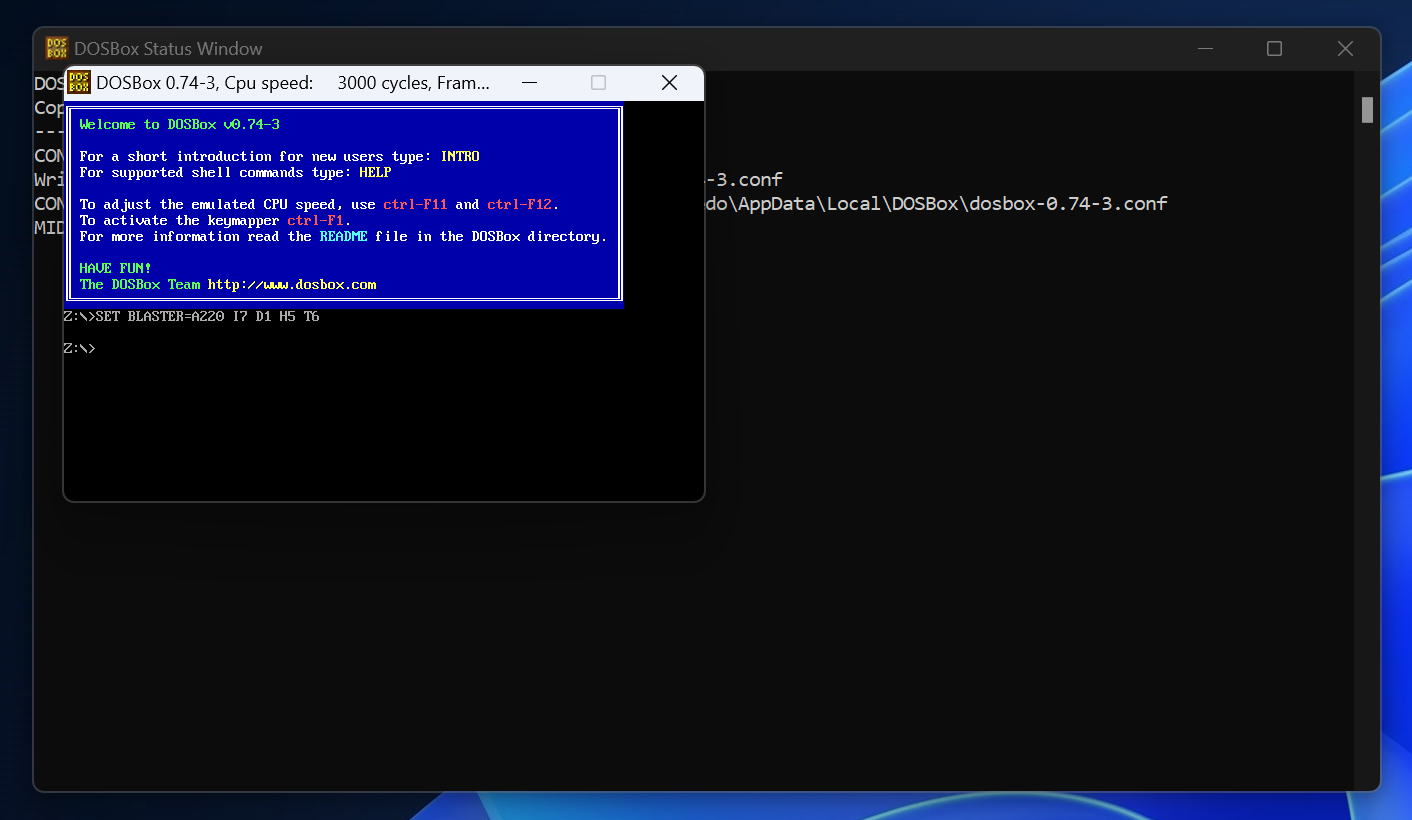 DOS BOX DOSBox Status Window
DOS BOX DOSBox 0.74-3, Cpu speed: 3000 cycles, Fram...
DOS
Cop
---
CON
Wri -3.conf
CON do\AppData\Local\DOSBox\dosbox-0.74-3.conf
MID
Welcome to DOSBox v0.74-3
For a short introduction for new users type: INTRO
For supported shell commands type: HELP
To adjust the emulated CPU speed, use ctrl-F11 and ctrl-F12.
To activate the keymapper ctrl-F1.
For more information read the README file in the DOSBox directory.
HAVE FUN!
The DOSBox Team http://www.dosbox.com
Z:\>SET BLASTER=A220 I7 D1 H5 T6
Z:\>